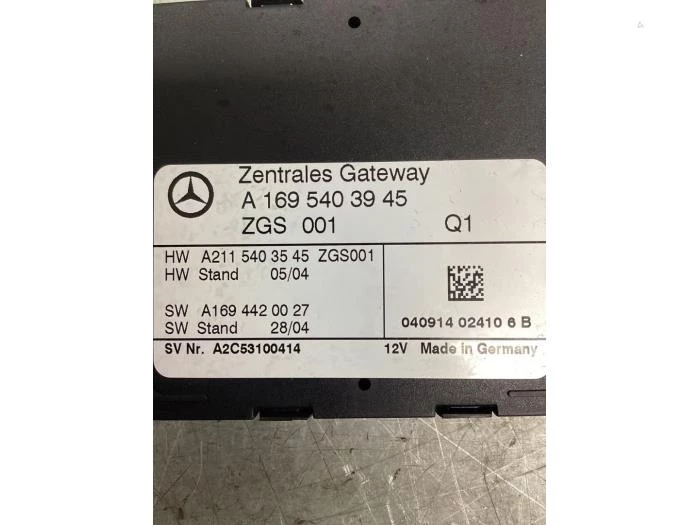 Zentrales Gateway
A 169 540 39 45
ZGS 001 Q1
HW A211 540 35 45 ZGS001
HW Stand 05/04
SW A169 442 00 27
SW Stand 28/04
040914 02410 6 B
SV Nr. A2C53100414 12V Made in Germany